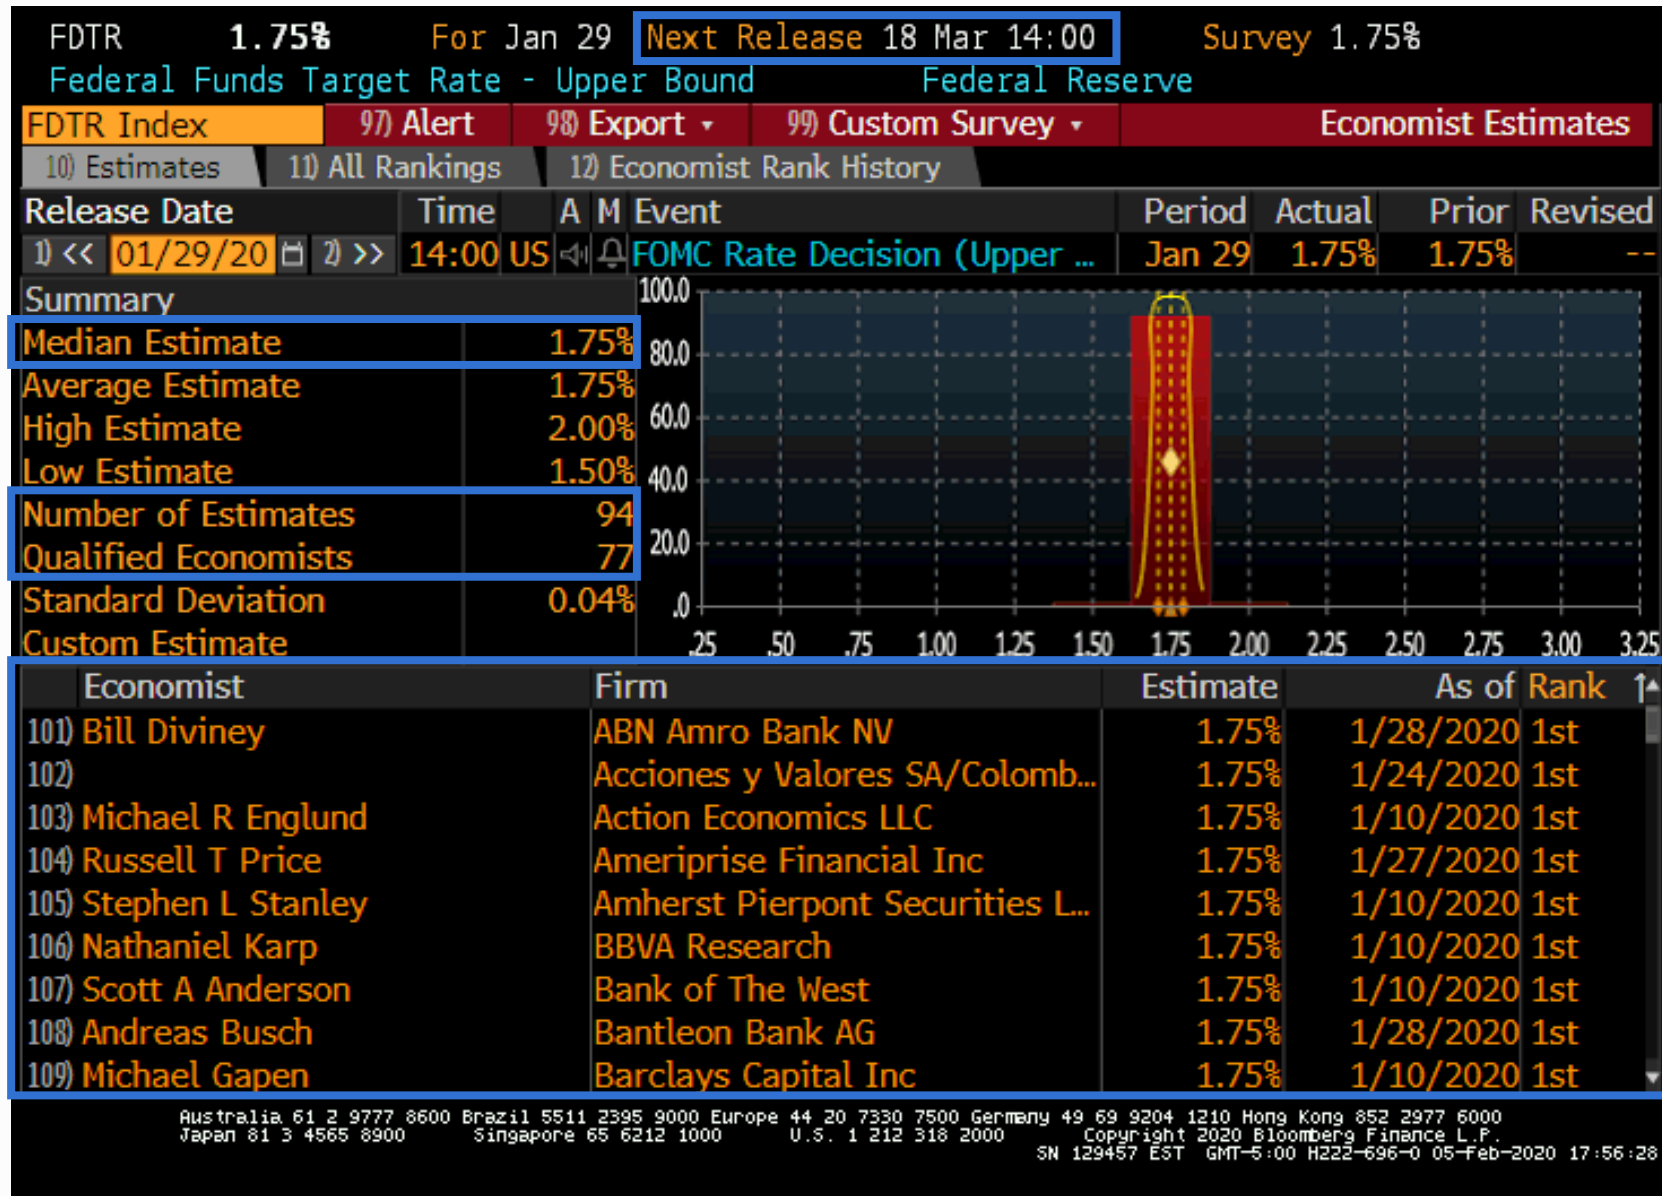 FDTR 1.75% For Jan 29 Next Release 18 Mar 14:00 Survey 1.75%
Federal Funds Target Rate - Upper Bound Federal Reserve
FDTR Index 97) Alert 98) Export 99) Custom Survey Economist Estimates
10) Estimates 11) All Rankings 12) Economist Rank History
Release Date Time A M Event Period Actual Prior Revised
1) << 01/29/20 2) >> 14:00 US FOMC Rate Decision (Upper ... Jan 29 1.75% 1.75% --
Summary
Median Estimate 1.75%
Average Estimate 1.75%
High Estimate 2.00%
Low Estimate 1.50%
Number of Estimates 94
Qualified Economists 77
Standard Deviation 0.04%
Custom Estimate
100.0
80.0
60.0
40.0
20.0
.0
.25 .50 .75 1.00 1.25 1.50 1.75 2.00 2.25 2.50 2.75 3.00 3.25
Economist Firm Estimate As of Rank
101) Bill Diviney ABN Amro Bank NV 1.75% 1/28/2020 1st
102) Acciones y Valores SA/Colomb... 1.75% 1/24/2020 1st
103) Michael R Englund Action Economics LLC 1.75% 1/10/2020 1st
104) Russell T Price Ameriprise Financial Inc 1.75% 1/27/2020 1st
105) Stephen L Stanley Amherst Pierpont Securities L... 1.75% 1/10/2020 1st
106) Nathaniel Karp BBVA Research 1.75% 1/10/2020 1st
107) Scott A Anderson Bank of The West 1.75% 1/10/2020 1st
108) Andreas Busch Bantleon Bank AG 1.75% 1/28/2020 1st
109) Michael Gapen Barclays Capital Inc 1.75% 1/10/2020 1st
Australia 61 2 9777 8600 Brazil 5511 2395 9000 Europe 44 20 7330 7500 Germany 49 69 9204 1210 Hong Kong 852 2977 6000
Japan 81 3 4565 8900 Singapore 65 6212 1000 U.S. 1 212 318 2000 Copyright 2020 Bloomberg Finance L.P.
SN 129457 EST GMT-5:00 H222-696-0 05-Feb-2020 17:56:28